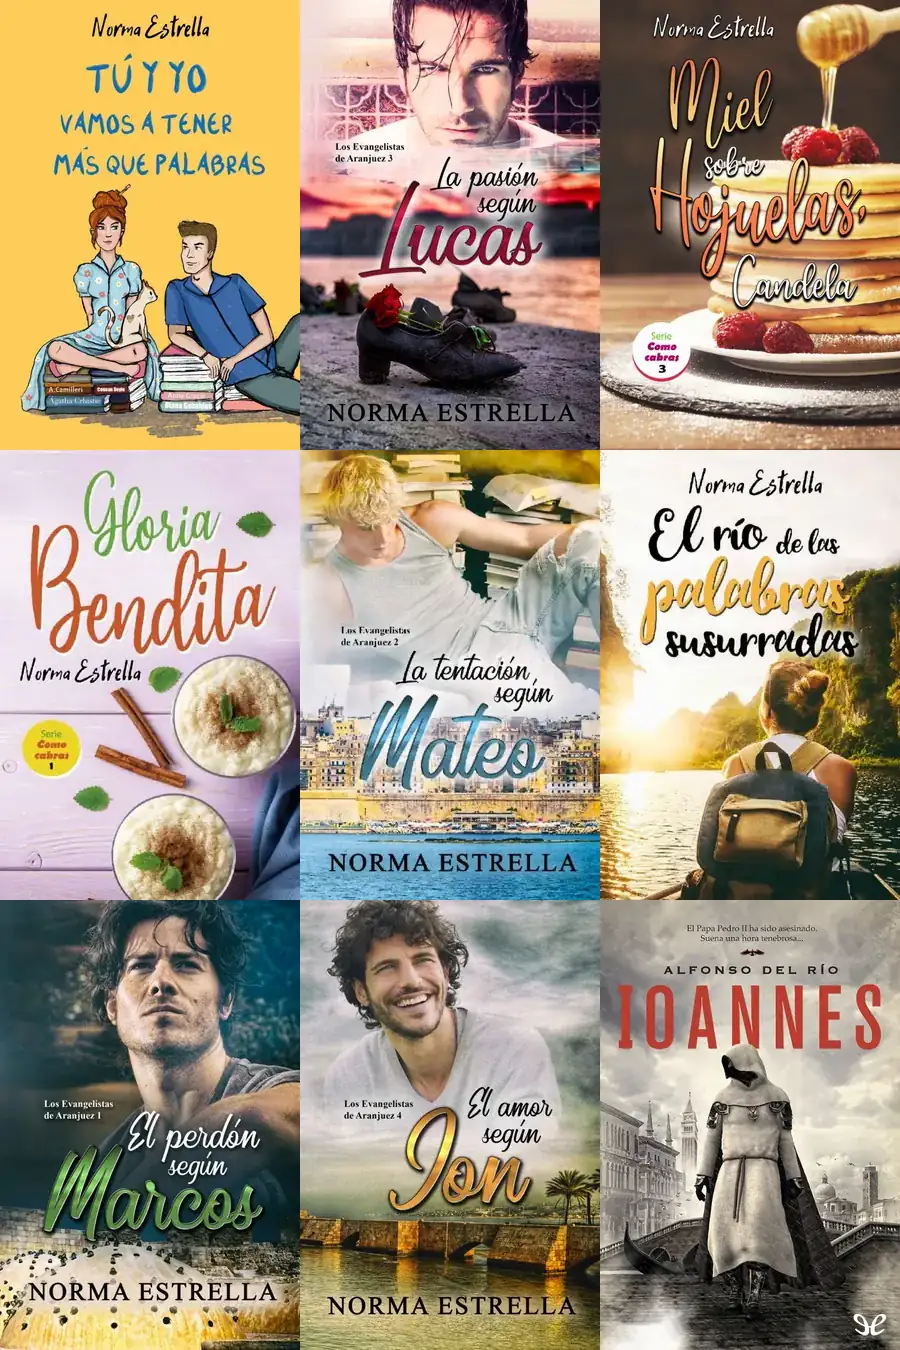 Norma Estrella
TÚ Y YO
VAMOS A TENER
MÁS QUE PALABRAS
A. CAMILLERI
Conan Doyle
Agatha Christie
Los Evangelistas
de Aranjuez 3
La pasión
según
Lucas
NORMA ESTRELLA
Norma Estrella
Miel
sobre
Hojuelas,
Candela
Serie
Como
cabras
3
Gloria
Bendita
Norma Estrella
Serie
Como
cabras
1
Los Evangelistas
de Aranjuez 2
La tentación
según
Mateo
NORMA ESTRELLA
Norma Estrella
El río de las
palabras
susurradas
Los Evangelistas
de Aranjuez 1
El perdón
según
Marcos
NORMA ESTRELLA
Los Evangelistas
de Aranjuez 4
El amor
según
Jon
NORMA ESTRELLA
El Papa Pedro II ha sido asesinado.
Suena una hora tenebrosa...
ALFONSO DEL RÍO
IOANNES